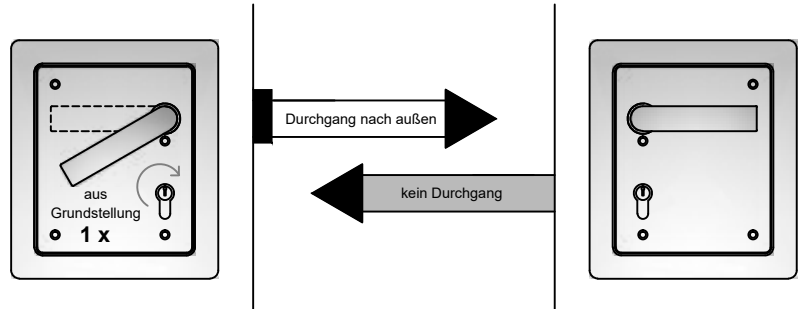 Durchgang nach außen
kein Durchgang
aus
Grundstellung
1 x